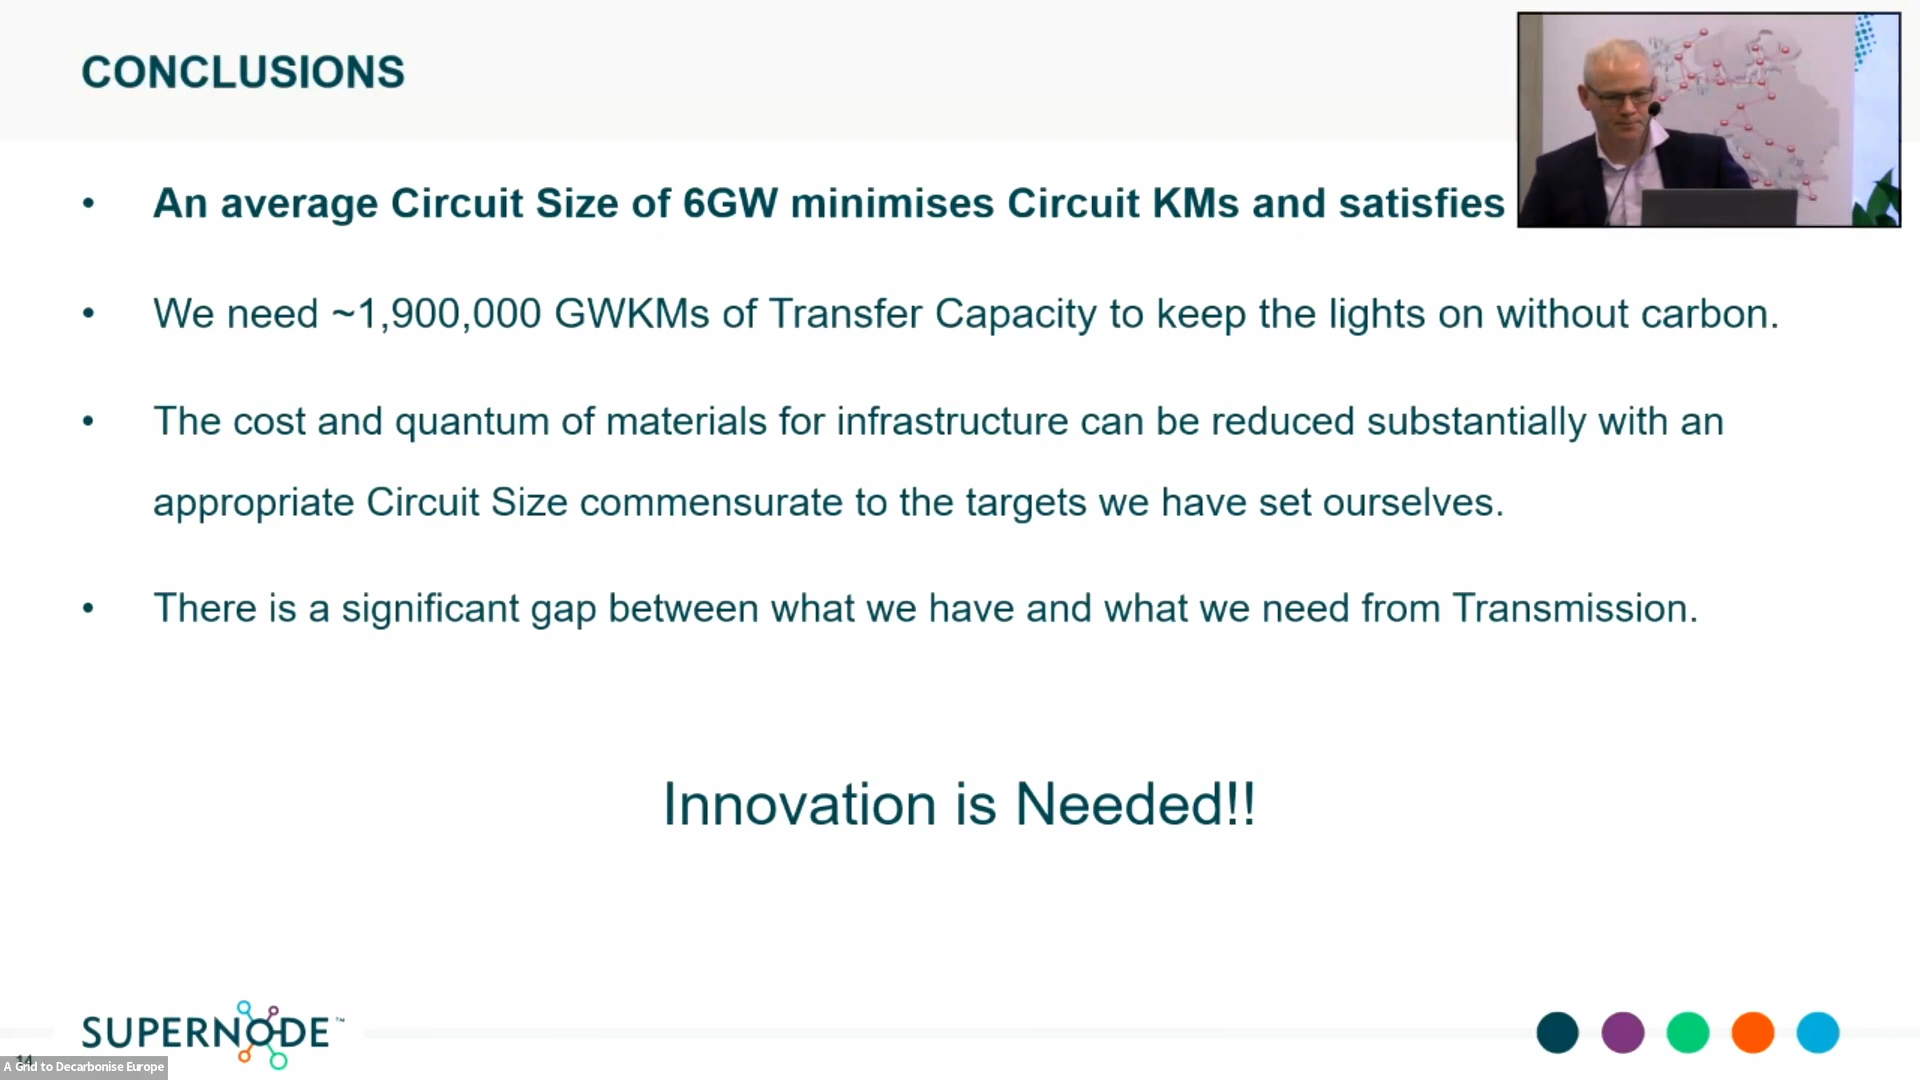 CONCLUSIONS
• An average Circuit Size of 6GW minimises Circuit KMs and satisfies
• We need ~1,900,000 GWKMs of Transfer Capacity to keep the lights on without carbon.
• The cost and quantum of materials for infrastructure can be reduced substantially with an
appropriate Circuit Size commensurate to the targets we have set ourselves.
• There is a significant gap between what we have and what we need from Transmission.
Innovation is Needed!!
SUPERNODE™
14
A Grid to Decarbonise Europe